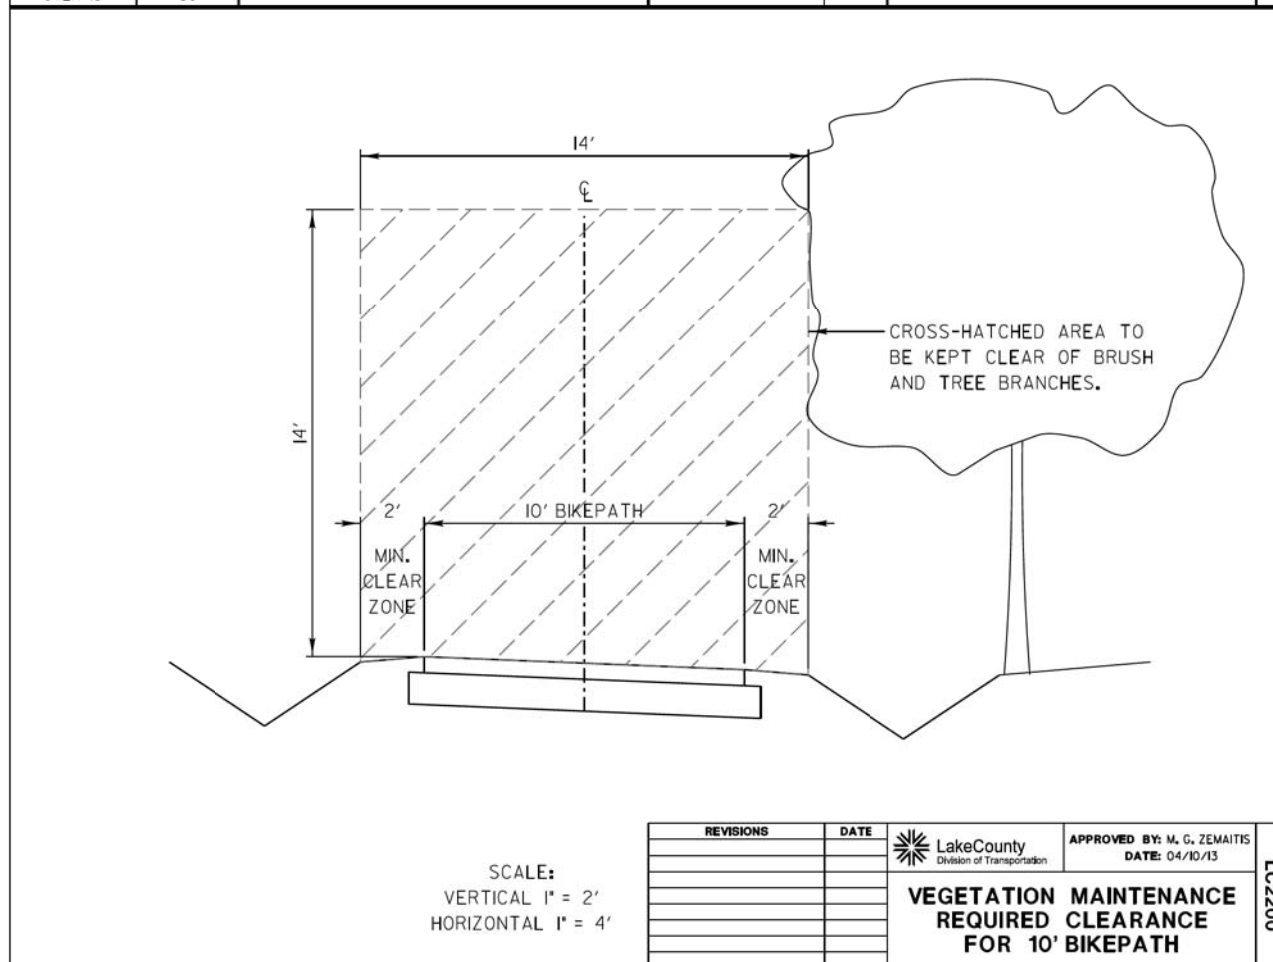 14'
℄
14'
CROSS-HATCHED AREA TO
BE KEPT CLEAR OF BRUSH
AND TREE BRANCHES.
2'
10' BIKEPATH
2'
MIN.
CLEAR
ZONE
MIN.
CLEAR
ZONE
SCALE:
VERTICAL 1" = 2'
HORIZONTAL 1" = 4'
REVISIONS
DATE
LakeCounty
Division of Transportation
APPROVED BY: M. G. ZEMAITIS
DATE: 04/10/13
VEGETATION MAINTENANCE
REQUIRED CLEARANCE
FOR 10' BIKEPATH
LC2200